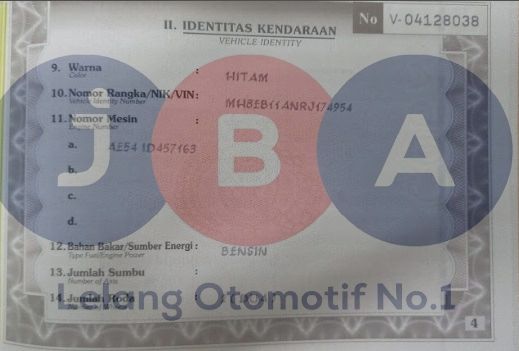 II. IDENTITAS KENDARAAN
VEHICLE IDENTITY
No V-04128038
9. Warna : HITAM
Color
10. Nomor Rangka/NIK/VIN : MH8EB11ANRJ174954
Vehicle Identity Number
11. Nomor Mesin :
Engine Number
a. AE54 1D457163
b.
c.
d.
12. Bahan Bakar/Sumber Energi : BENSIN
Type Fuel/Engine Power
13. Jumlah Sumbu :
Number of Axis
14. Jumlah Roda
JBA
Lelang Otomotif No.1
4